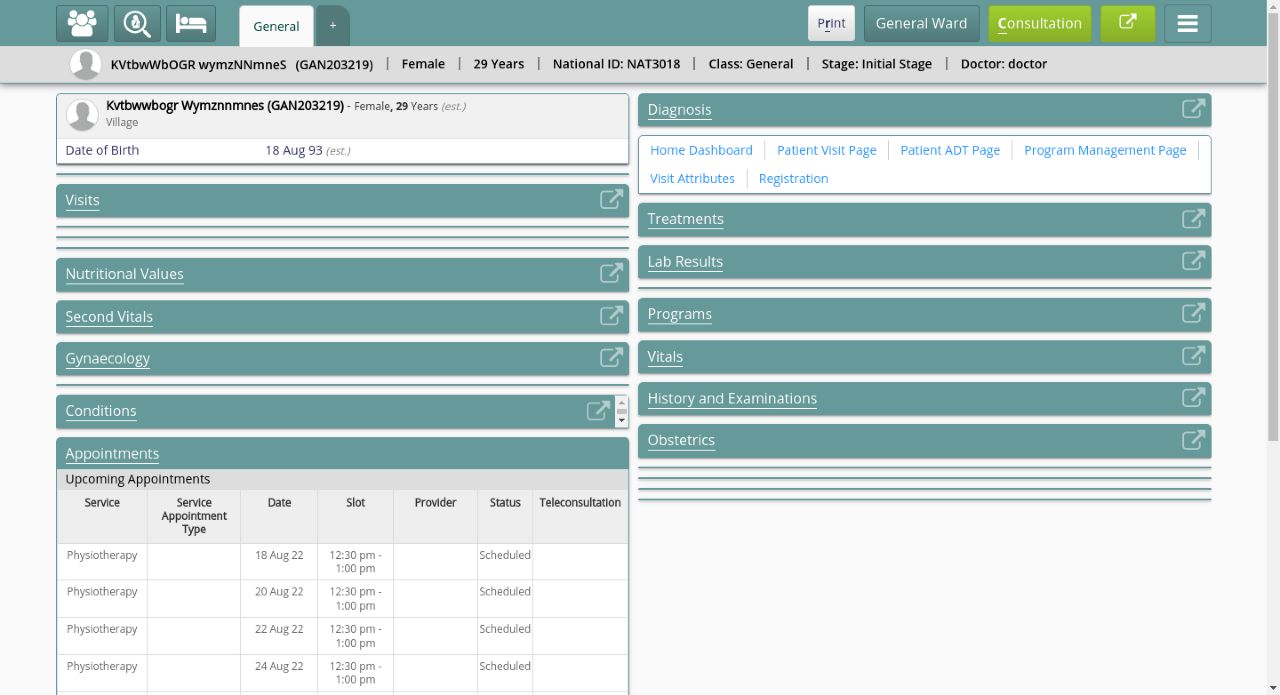 General
+
Print
General Ward
Consultation
KVtbwWbOGR wymzNNmneS (GAN203219) | Female | 29 Years | National ID: NAT3018 | Class: General | Stage: Initial Stage | Doctor: doctor
Kvtbwwbogr Wymznnmnes (GAN203219) - Female, 29 Years (est.)
Village
Date of Birth 18 Aug 93 (est.)
Visits
Nutritional Values
Second Vitals
Gynaecology
Conditions
Appointments
Upcoming Appointments
Service Service Appointment Type Date Slot Provider Status Teleconsultation
Physiotherapy 18 Aug 22 12:30 pm - 1:00 pm Scheduled
Physiotherapy 20 Aug 22 12:30 pm - 1:00 pm Scheduled
Physiotherapy 22 Aug 22 12:30 pm - 1:00 pm Scheduled
Physiotherapy 24 Aug 22 12:30 pm - 1:00 pm Scheduled
Diagnosis
Home Dashboard Patient Visit Page Patient ADT Page Program Management Page
Visit Attributes Registration
Treatments
Lab Results
Programs
Vitals
History and Examinations
Obstetrics